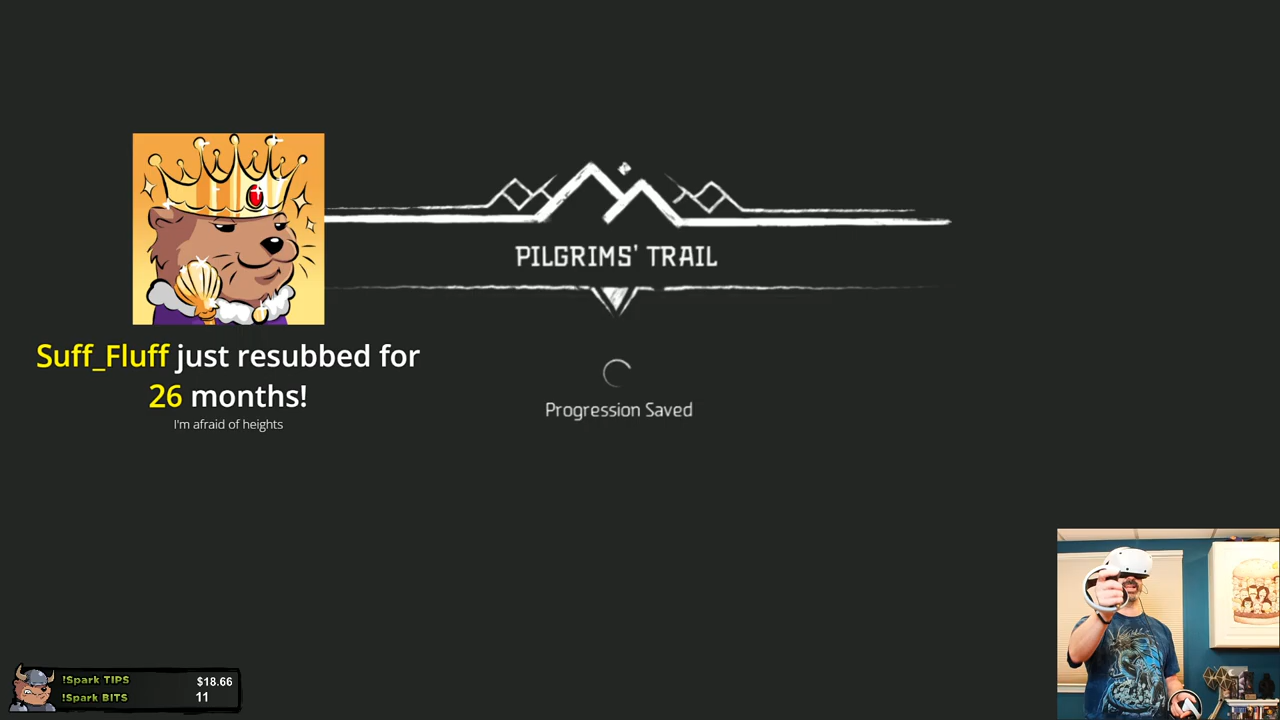 PILGRIMS' TRAIL
Suff_Fluff just resubbed for
26 months!
I'm afraid of heights
Progression Saved
!Spark TIPS $18.66
!Spark BITS 11